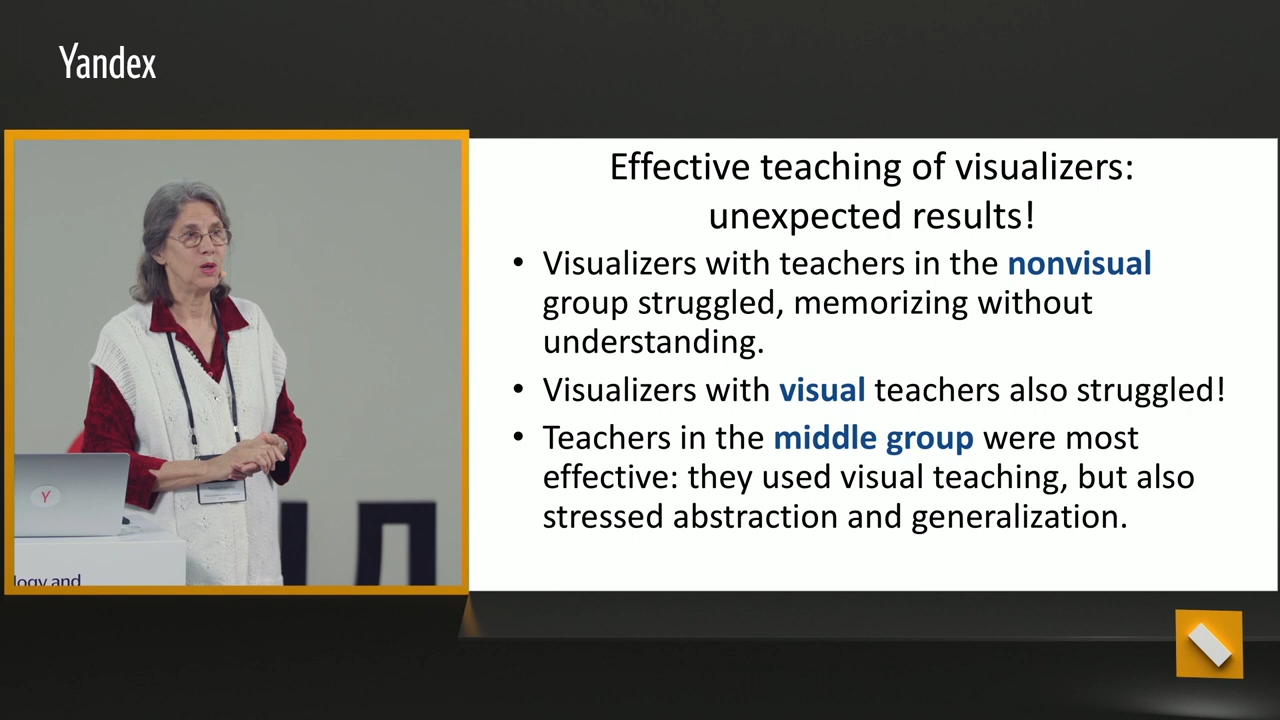 Yandex
Effective teaching of visualizers:
unexpected results!
• Visualizers with teachers in the nonvisual
group struggled, memorizing without
understanding.
• Visualizers with visual teachers also struggled!
• Teachers in the middle group were most
effective: they used visual teaching, but also
stressed abstraction and generalization.
Y
logy and